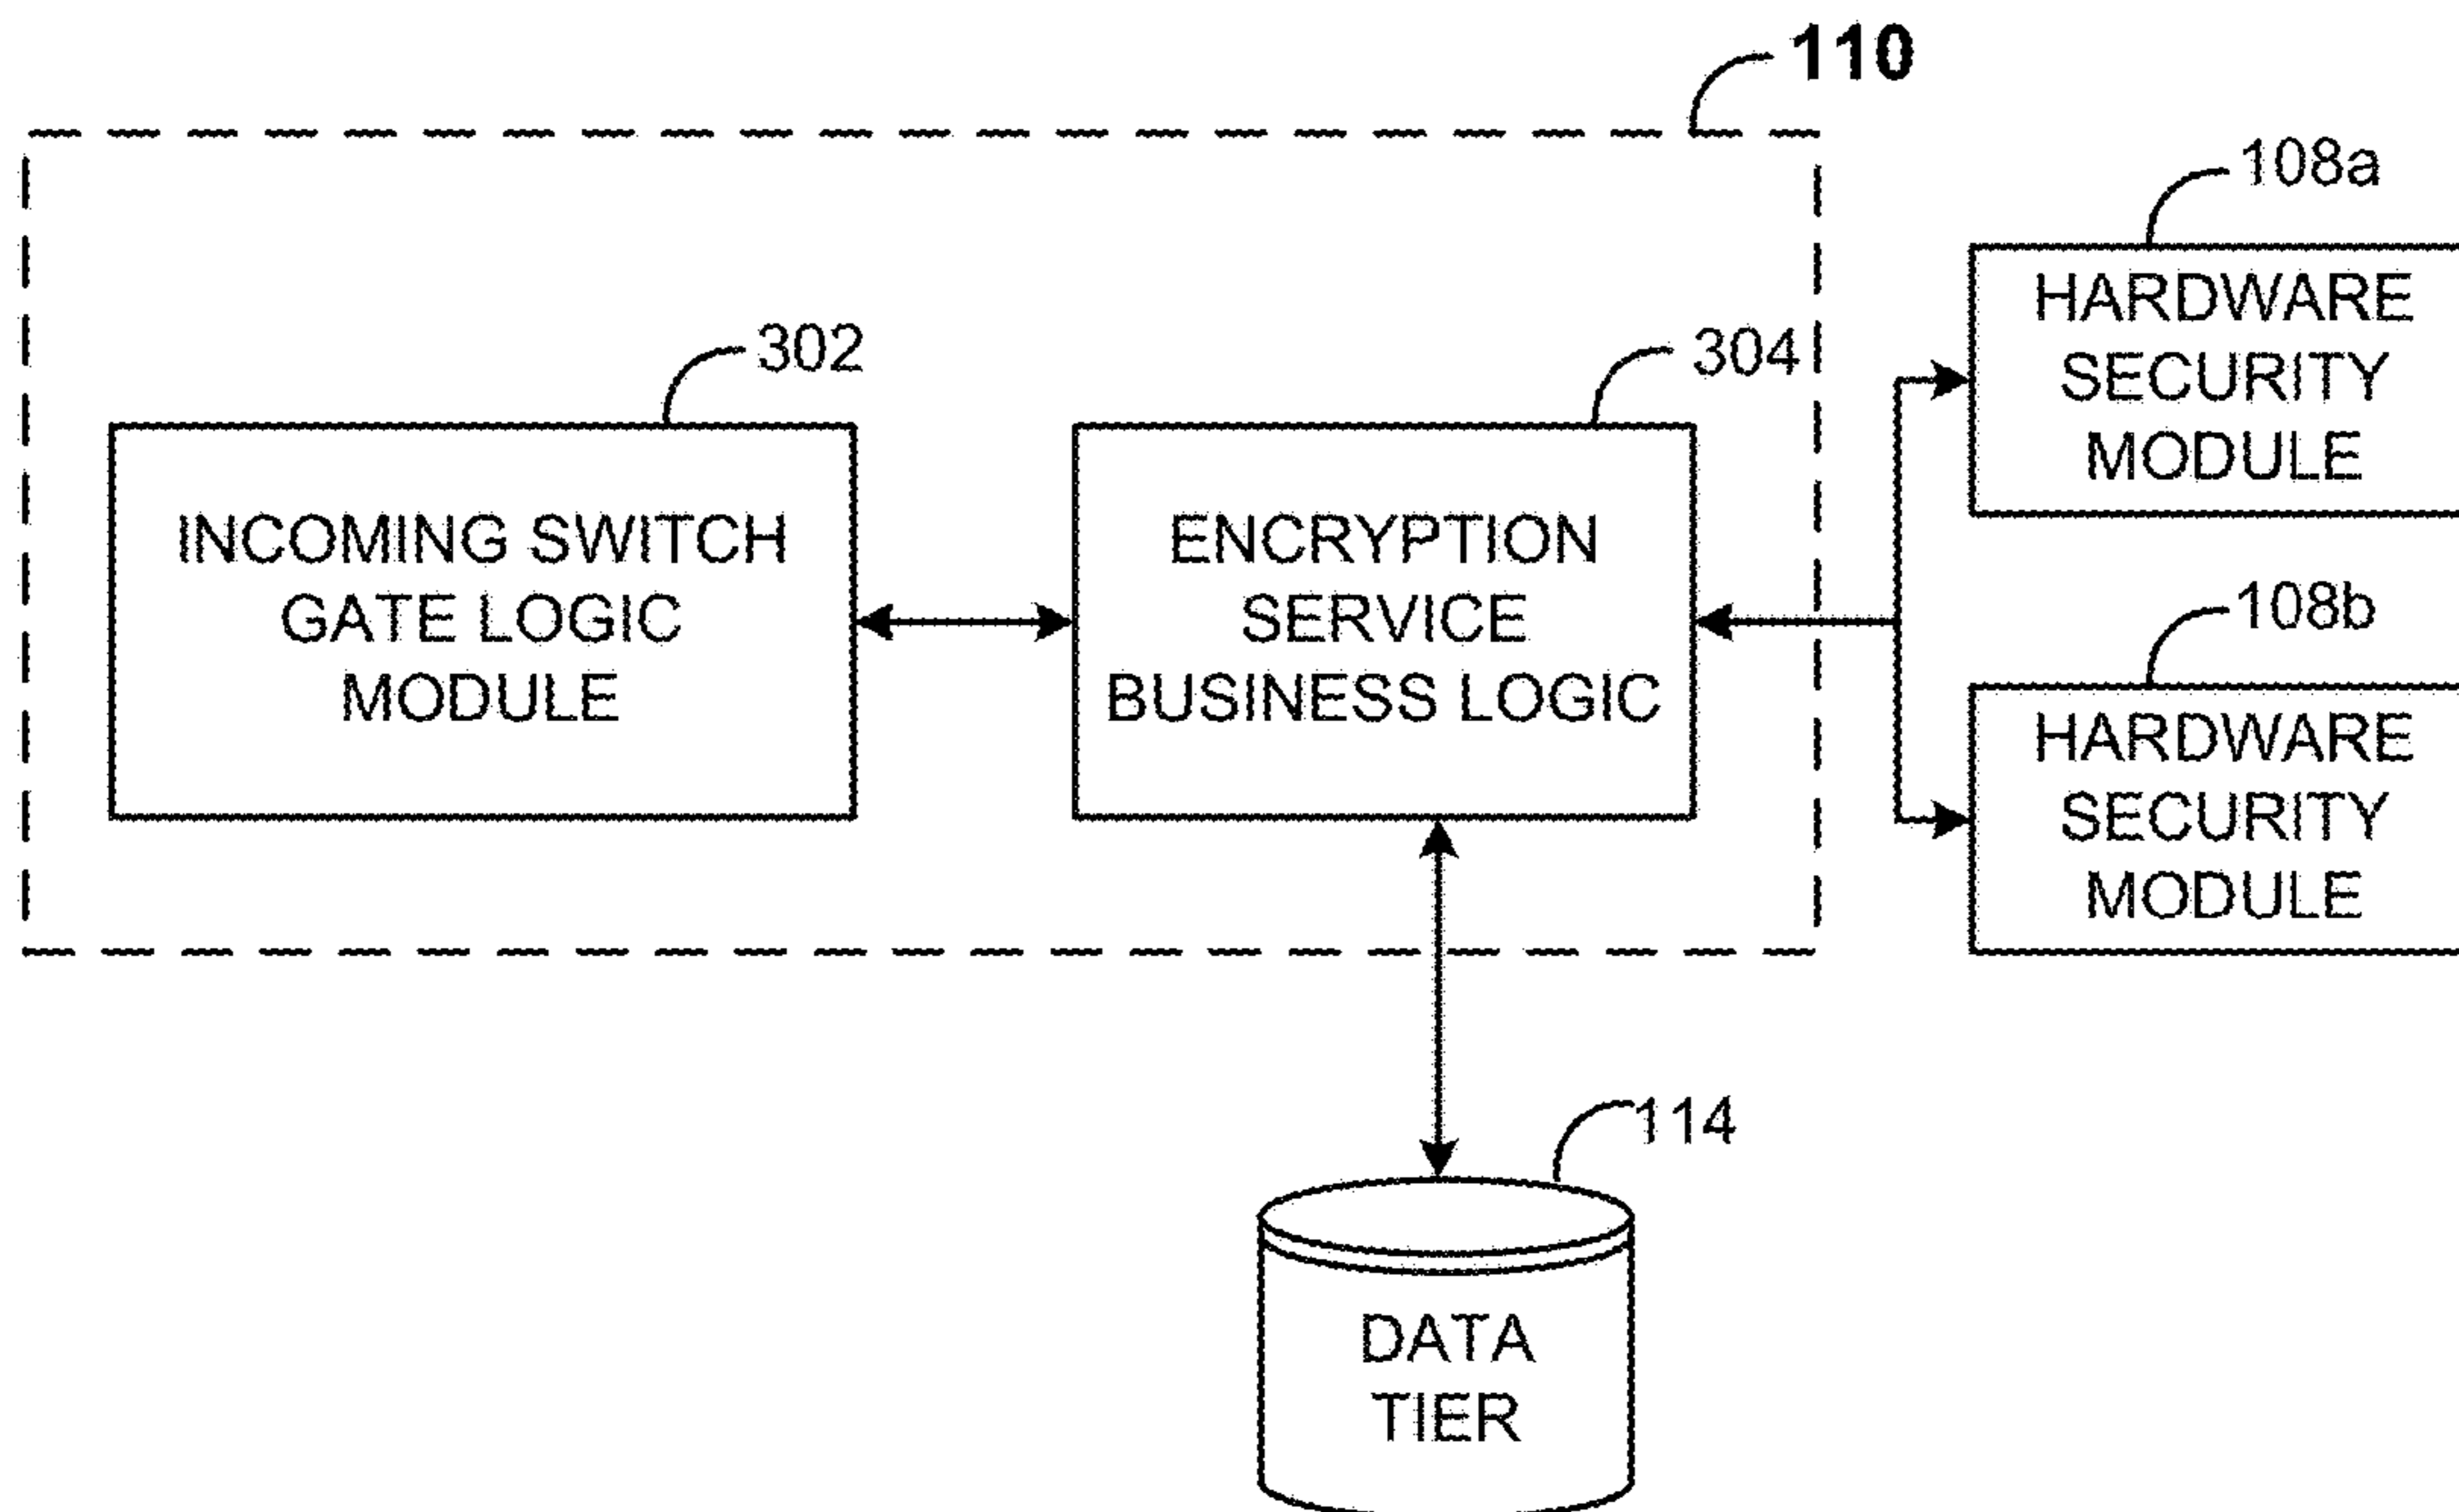 110
108a
HARDWARE
SECURITY
MODULE
302
304
INCOMING SWITCH
GATE LOGIC
MODULE
ENCRYPTION
SERVICE
BUSINESS LOGIC
108b
HARDWARE
SECURITY
MODULE
114
DATA
TIER